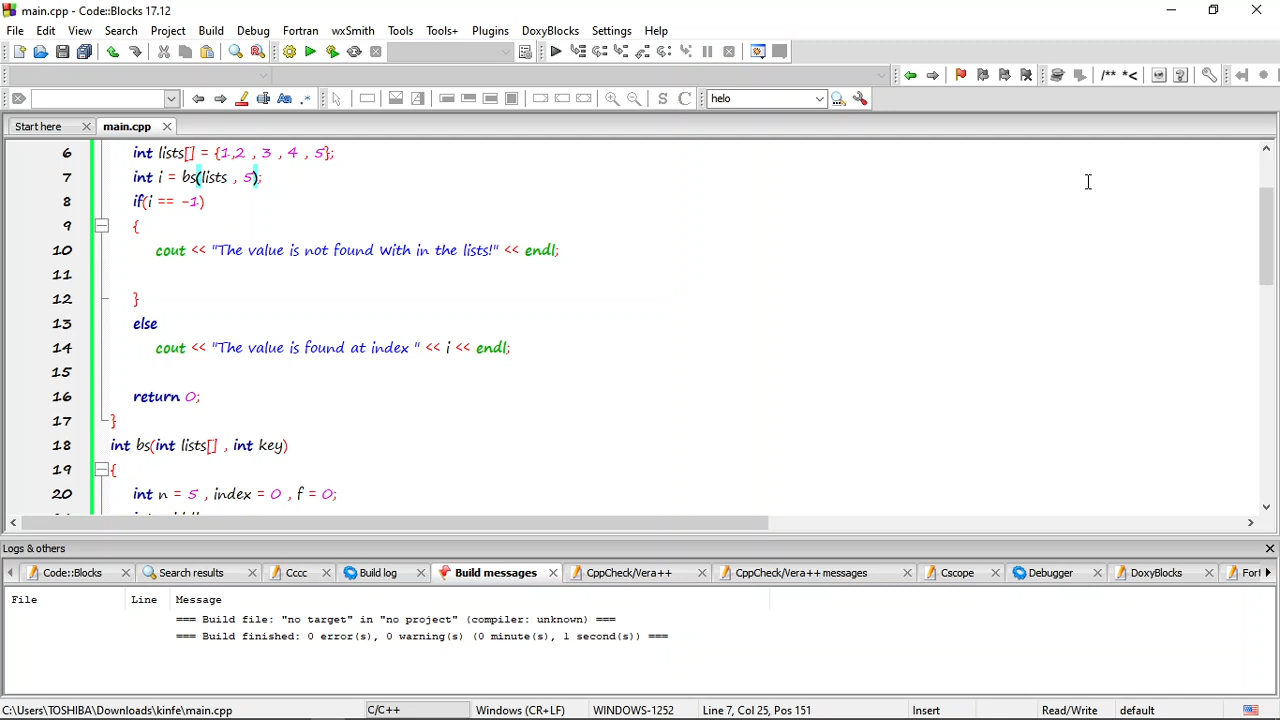 main.cpp - Code::Blocks 17.12
File Edit View Search Project Build Debug Fortran wxSmith Tools Tools+ Plugins DoxyBlocks Settings Help
/** *<
S C helo
Start here main.cpp
6 int lists[] = {1,2 , 3 , 4 , 5};
7 int i = bs(lists , 5);
8 if(i == -1)
9 {
10 cout << "The value is not found With in the lists!" << endl;
11
12 }
13 else
14 cout << "The value is found at index " << i << endl;
15
16 return 0;
17 }
18 int bs(int lists[] , int key)
19 {
20 int n = 5 , index = 0 , f = 0;
Logs & others
Code::Blocks Search results Cccc Build log Build messages CppCheck/Vera++ CppCheck/Vera++ messages Cscope Debugger DoxyBlocks For
File Line Message
=== Build file: "no target" in "no project" (compiler: unknown) ===
=== Build finished: 0 error(s), 0 warning(s) (0 minute(s), 1 second(s)) ===
C:\Users\TOSHIBA\Downloads\kinfe\main.cpp C/C++ Windows (CR+LF) WINDOWS-1252 Line 7, Col 25, Pos 151 Insert Read/Write default